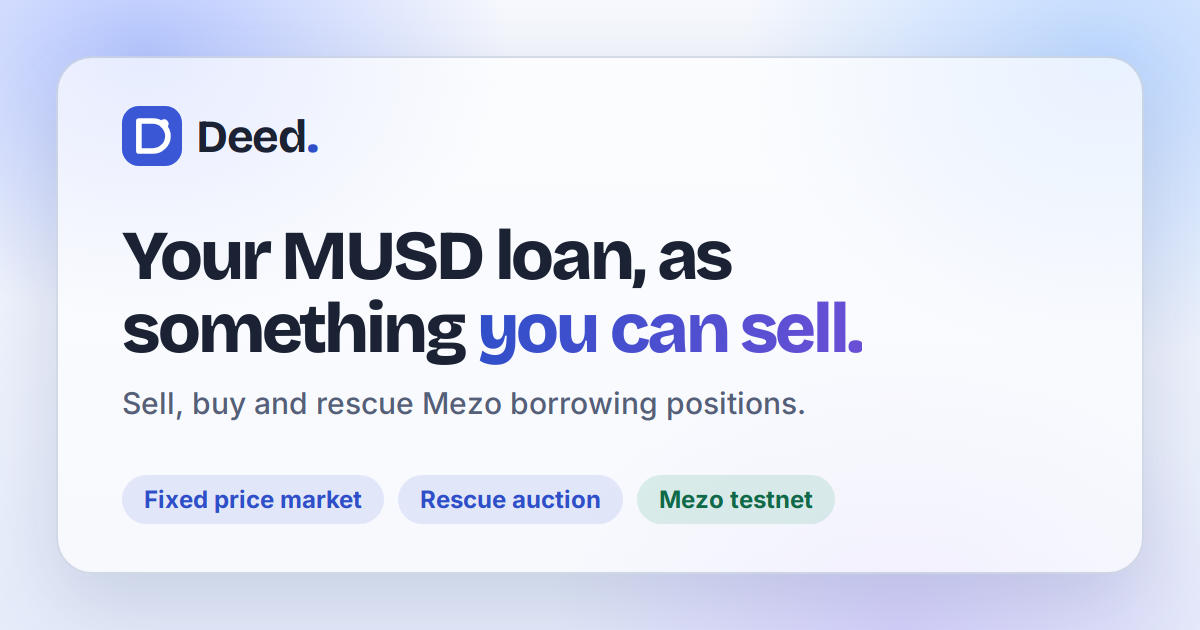 Deed.
Your MUSD loan, as
something you can sell.
Sell, buy and rescue Mezo borrowing positions.
Fixed price market
Rescue auction
Mezo testnet